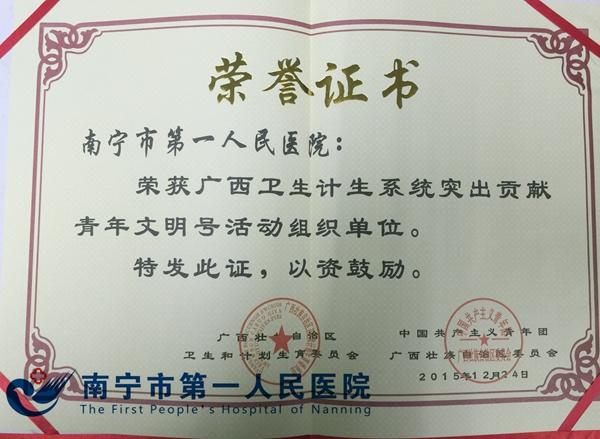 荣誉证书
南宁市第一人民医院：
荣获广西卫生计生系统突出贡献
青年文明号活动组织单位。
特发此证，以资鼓励。
广西壮族自治区
卫生和计划生育委员会
中国共产主义青年团
广西壮族自治区委员会
2015年12月24日
南宁市第一人民医院
The First People's Hospital of Nanning